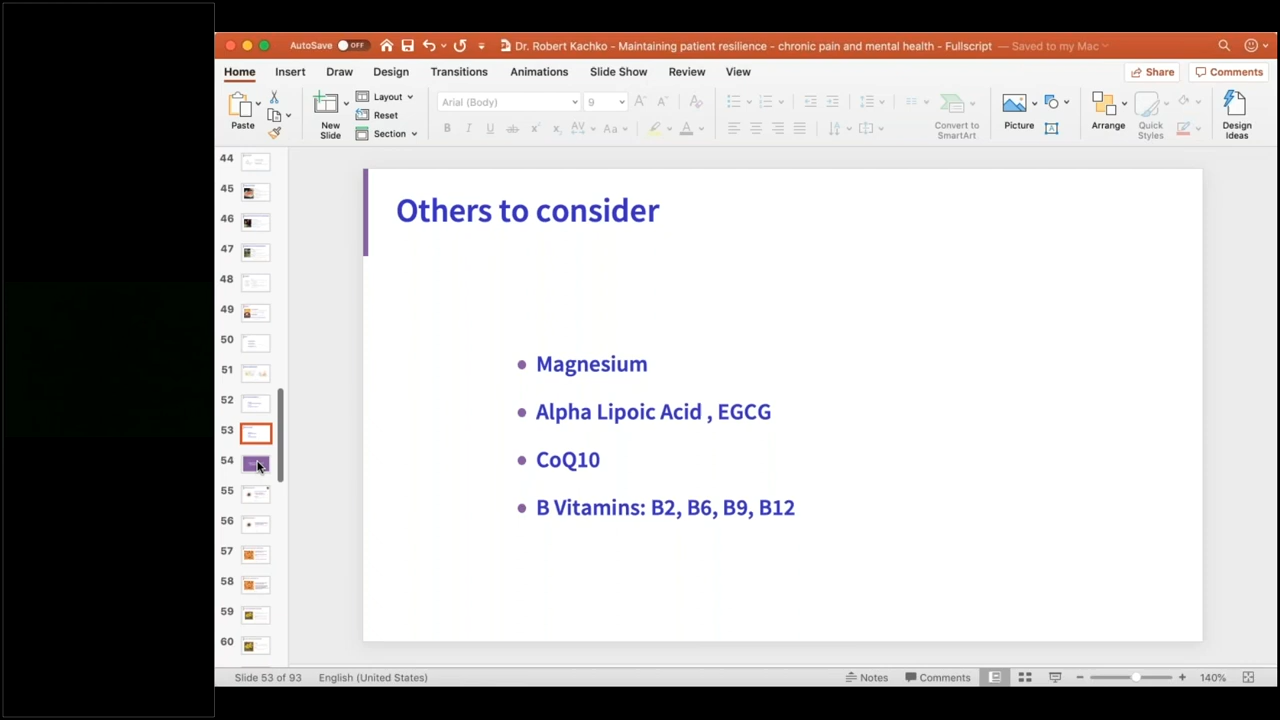 AutoSave OFF
Dr. Robert Kachko - Maintaining patient resilience - chronic pain and mental health - Fullscript — Saved to my Mac
Home Insert Draw Design Transitions Animations Slide Show Review View Share Comments
Paste
New Slide
Layout
Reset
Section
Arial (Body) 9
Convert to SmartArt
Picture
Arrange
Quick Styles
Design Ideas
44
45
46
47
48
49
50
51
52
53
54
55
56
57
58
59
60
Others to consider
Magnesium
Alpha Lipoic Acid , EGCG
CoQ10
B Vitamins: B2, B6, B9, B12
Slide 53 of 93 English (United States) Notes Comments 140%